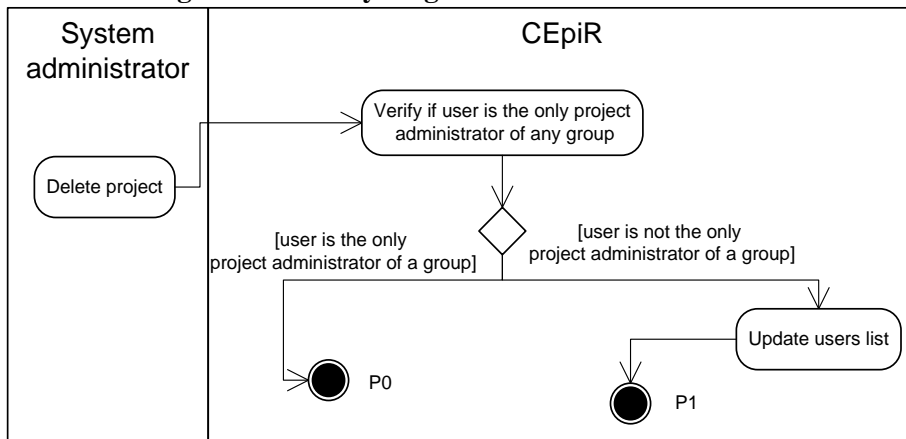 System
administrator
CEpiR
Verify if user is the only project
administrator of any group
Delete project
[user is the only
project administrator of a group]
[user is not the only
project administrator of a group]
Update users list
P0
P1